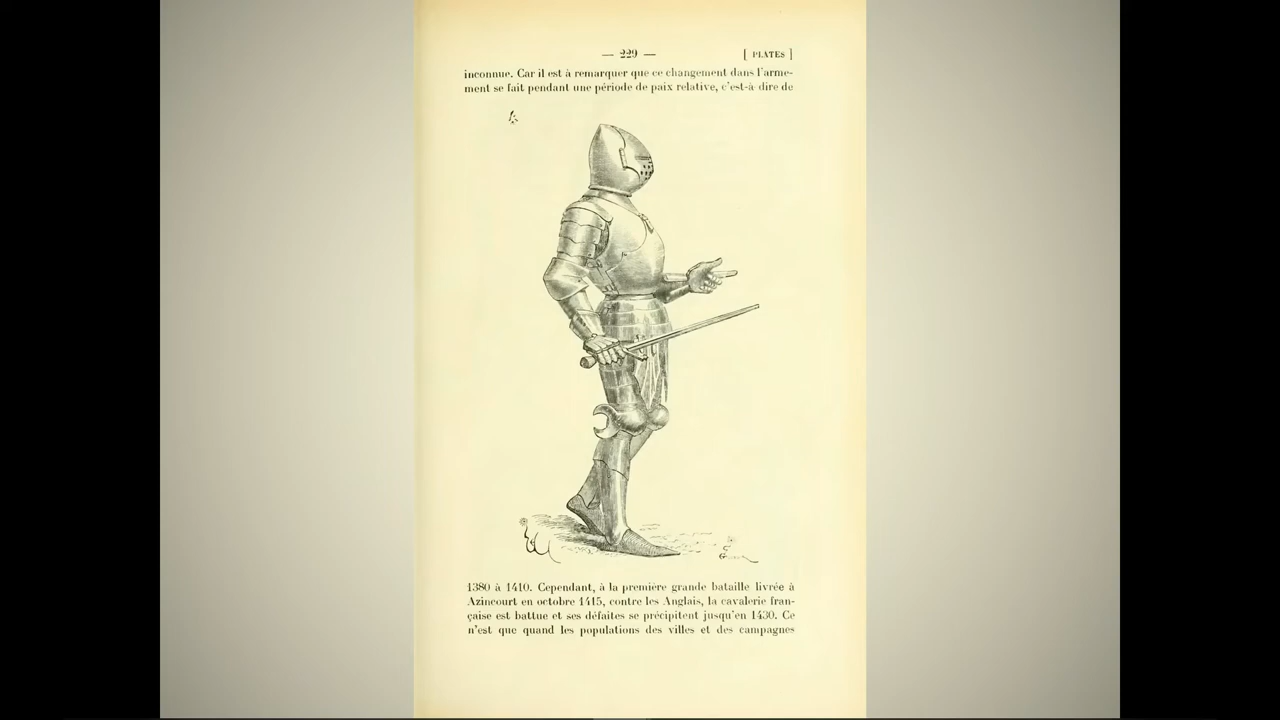 — 229 — [ PLATES ]
inconnue. Car il est à remarquer que ce changement dans l'arme-
ment se fait pendant une période de paix relative, c'est-à-dire de
4.
1380 à 1410. Cependant, à la première grande bataille livrée à
Azincourt en octobre 1415, contre les Anglais, la cavalerie fran-
çaise est battue et ses défaites se précipitent jusqu'en 1430. Ce
n'est que quand les populations des villes et des campagnes